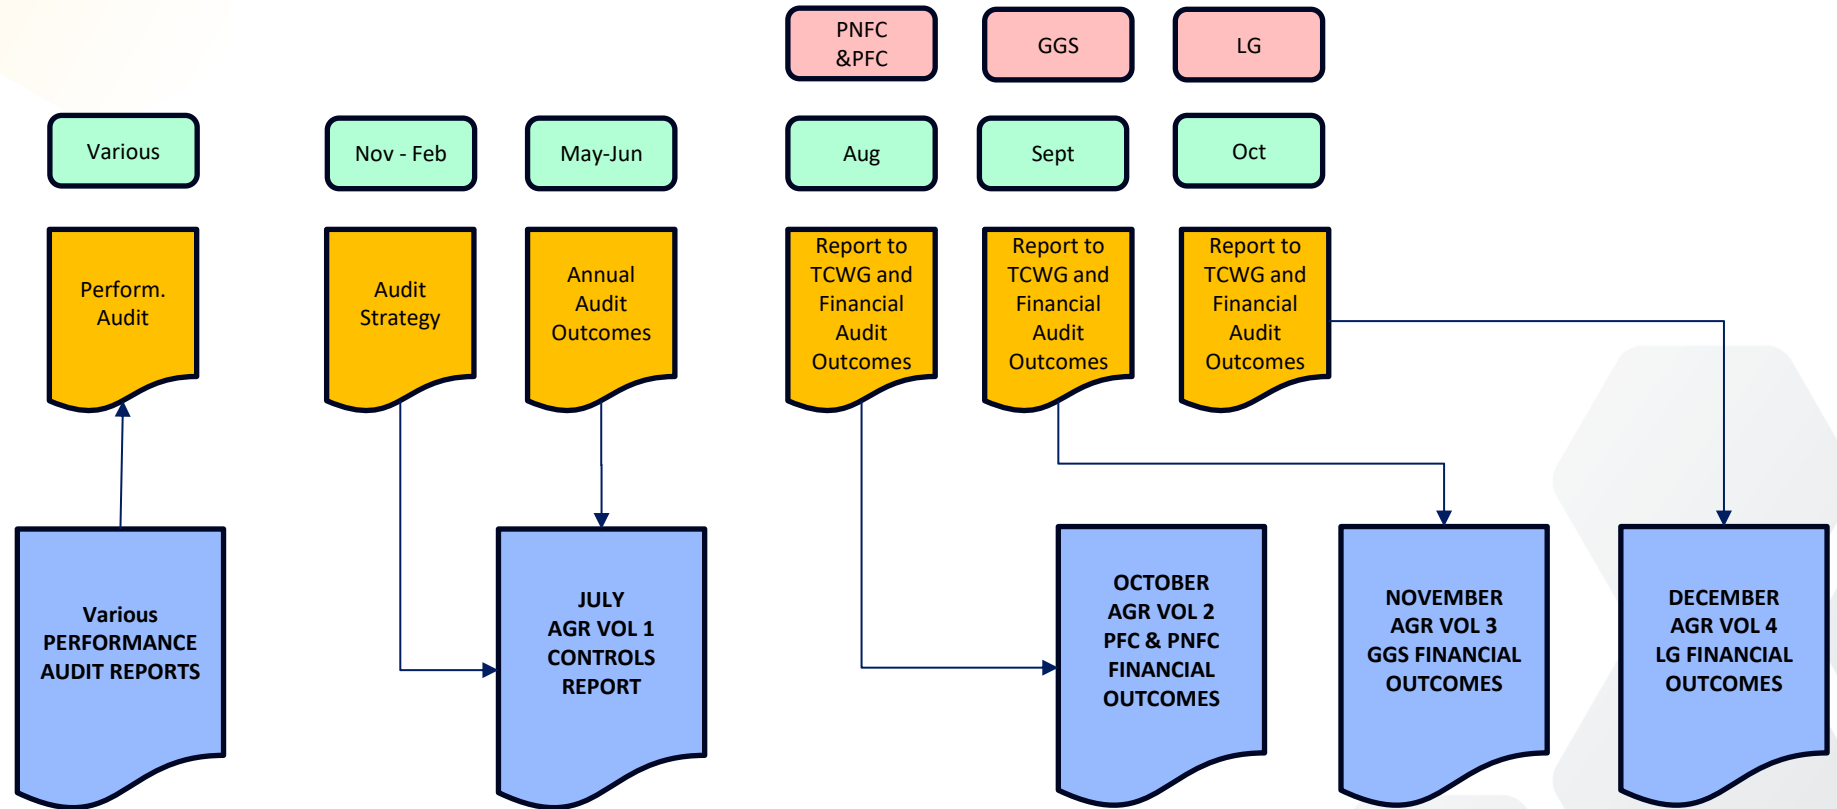 PNFC
&PFC
GGS
LG
Various
Nov - Feb
May-Jun
Aug
Sept
Oct
Perform.
Audit
Audit
Strategy
Annual
Audit
Outcomes
Report to
TCWG and
Financial
Audit
Outcomes
Report to
TCWG and
Financial
Audit
Outcomes
Report to
TCWG and
Financial
Audit
Outcomes
Various
PERFORMANCE
AUDIT REPORTS
JULY
AGR VOL 1
CONTROLS
REPORT
OCTOBER
AGR VOL 2
PFC & PNFC
FINANCIAL
OUTCOMES
NOVEMBER
AGR VOL 3
GGS FINANCIAL
OUTCOMES
DECEMBER
AGR VOL 4
LG FINANCIAL
OUTCOMES